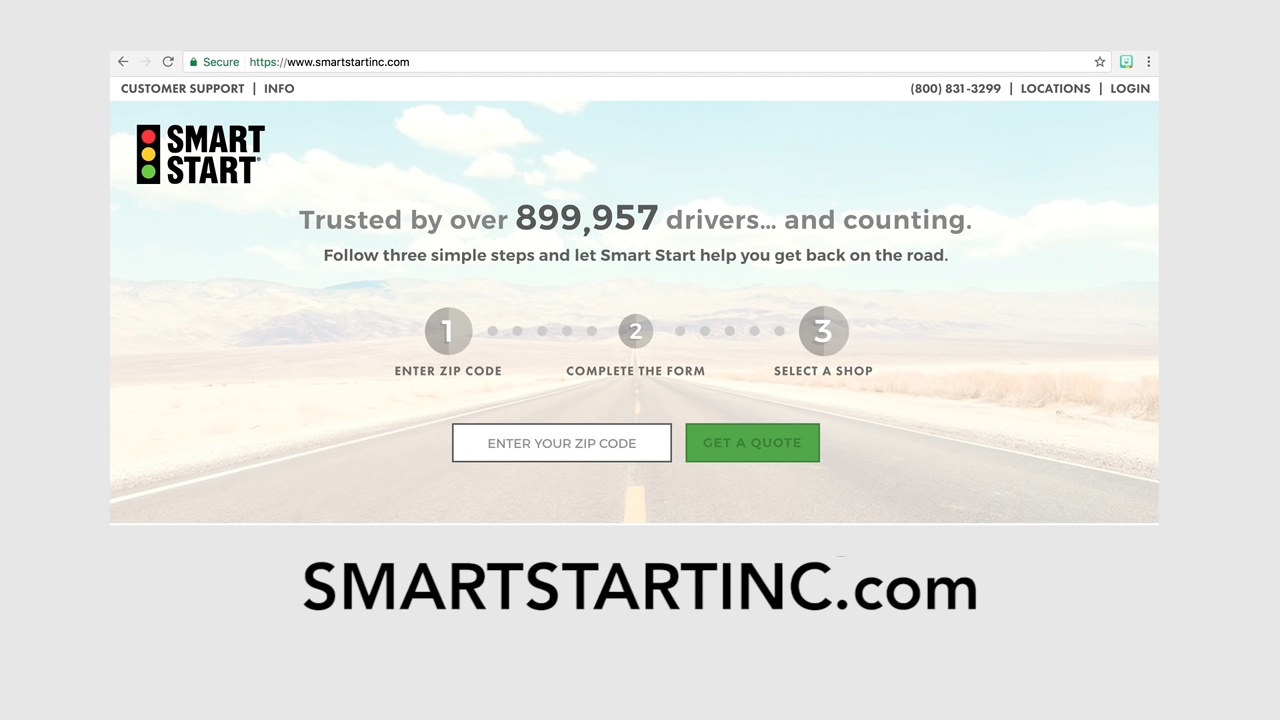 Secure https://www.smartstartinc.com
CUSTOMER SUPPORT | INFO (800) 831-3299 | LOCATIONS | LOGIN
SMART
START®
Trusted by over 899,957 drivers... and counting.
Follow three simple steps and let Smart Start help you get back on the road.
1 2 3
ENTER ZIP CODE COMPLETE THE FORM SELECT A SHOP
ENTER YOUR ZIP CODE GET A QUOTE
SMARTSTARTINC.com